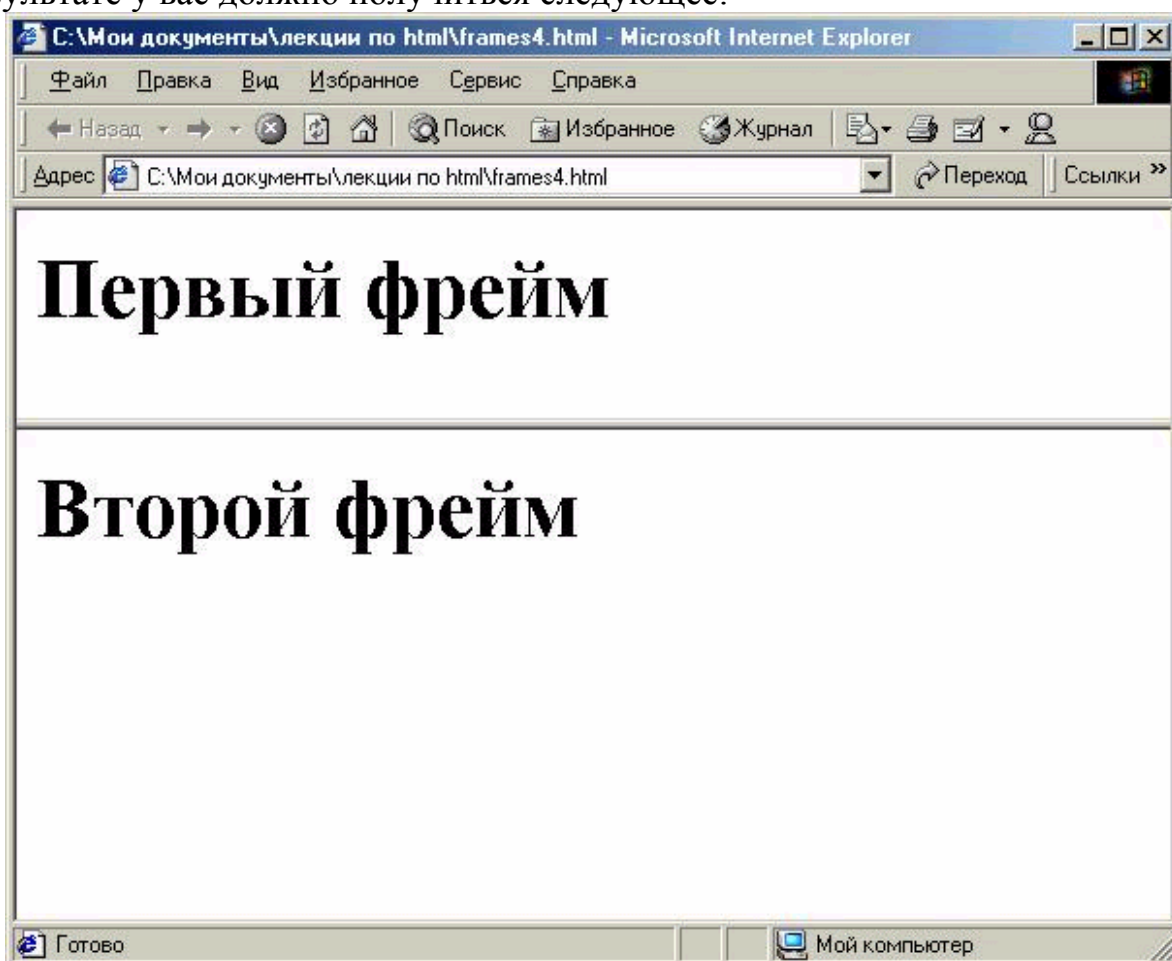 у вас должно получиться следующее:
C:\Мои документы\лекции по html\frames4.html - Microsoft Internet Explorer
Файл Правка Вид Избранное Сервис Справка
Назад Поиск Избранное Журнал
Адрес C:\Мои документы\лекции по html\frames4.html Переход Ссылки »
Первый фрейм
Второй фрейм
Готово Мой компьютер